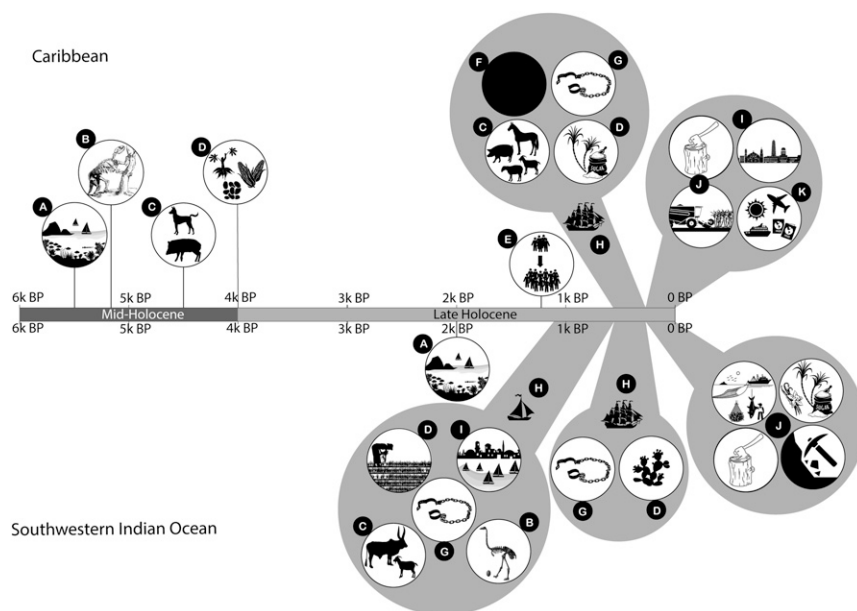 Caribbean
F
G
B
D
C
D
I
A
C
J
K
E
H
6k BP 5k BP 4k BP 3k BP 2k BP 1k BP 0 BP
Mid-Holocene Late Holocene
6k BP 5k BP 4k BP 3k BP 2k BP 1k BP 0 BP
A
H
H
D
I
J
C
G
B
G
D
Southwestern Indian Ocean